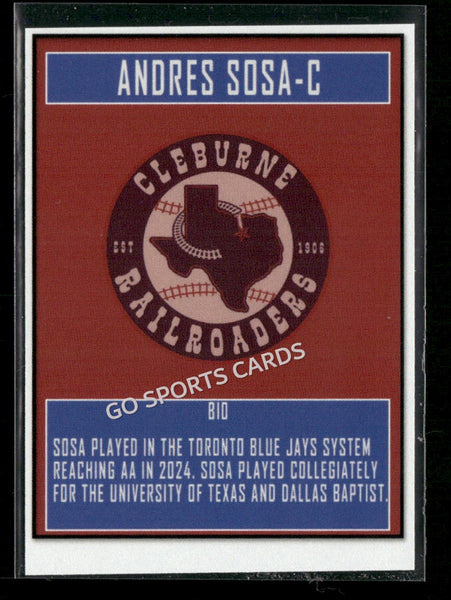 ANDRES SOSA-C
CLEBURNE
EST 1906
RAILROADERS
GO SPORTS CARDS
BIO
SOSA PLAYED IN THE TORONTO BLUE JAYS SYSTEM
REACHING AA IN 2024. SOSA PLAYED COLLEGIATELY
FOR THE UNIVERSITY OF TEXAS AND DALLAS BAPTIST.